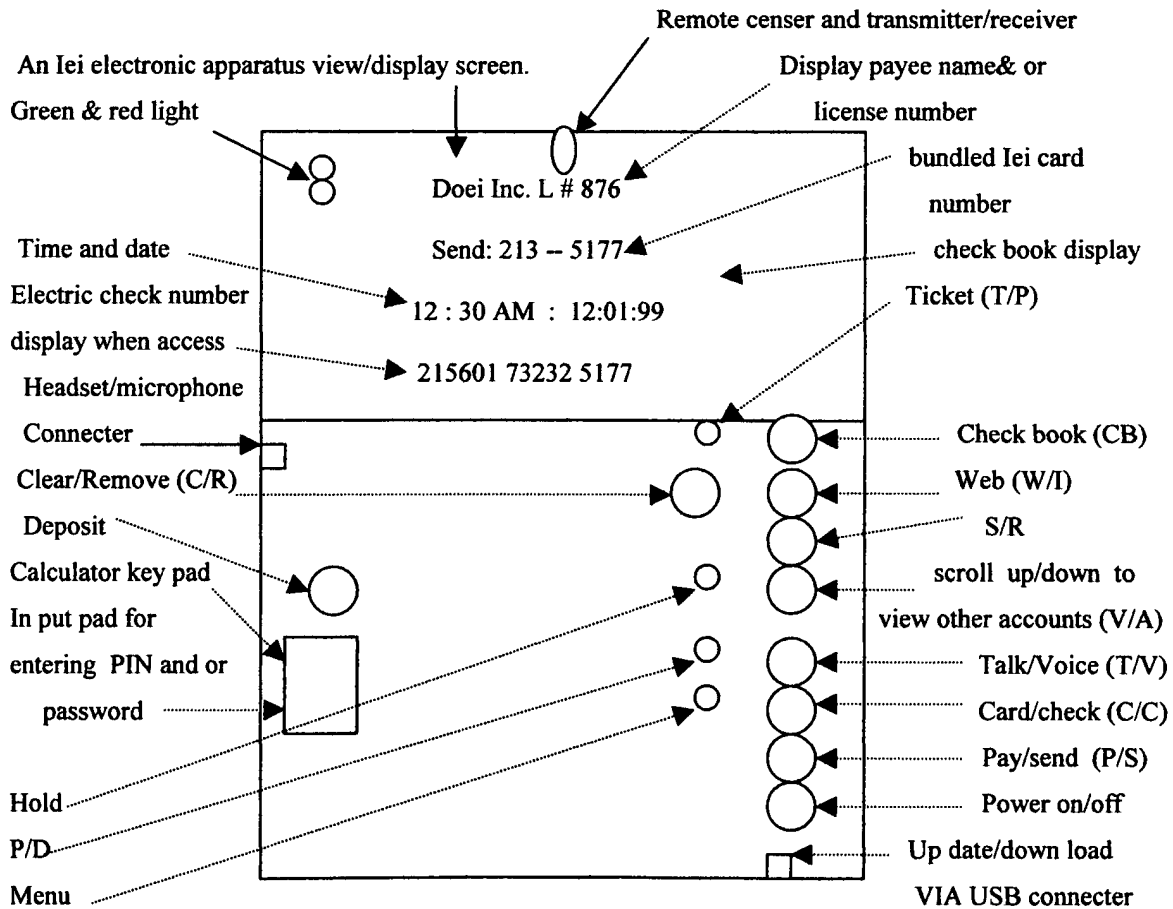 Remote censer and transmitter/receiver
An Iei electronic apparatus view/display screen.
Display payee name& or
license number
Green & red light
bundled Iei card
number
Doei Inc. L # 876
Send: 213 -- 5177
Time and date
check book display
Electric check number
display when access
Ticket (T/P)
12 : 30 AM : 12:01:99
215601 73232 5177
Headset/microphone
Connecter
Check book (CB)
Clear/Remove (C/R)
Web (W/I)
Deposit
S/R
Calculator key pad
scroll up/down to
view other accounts (V/A)
In put pad for
entering PIN and or
password
Talk/Voice (T/V)
Card/check (C/C)
Pay/send (P/S)
Hold
Power on/off
P/D
Up date/down load
VIA USB connecter
Menu